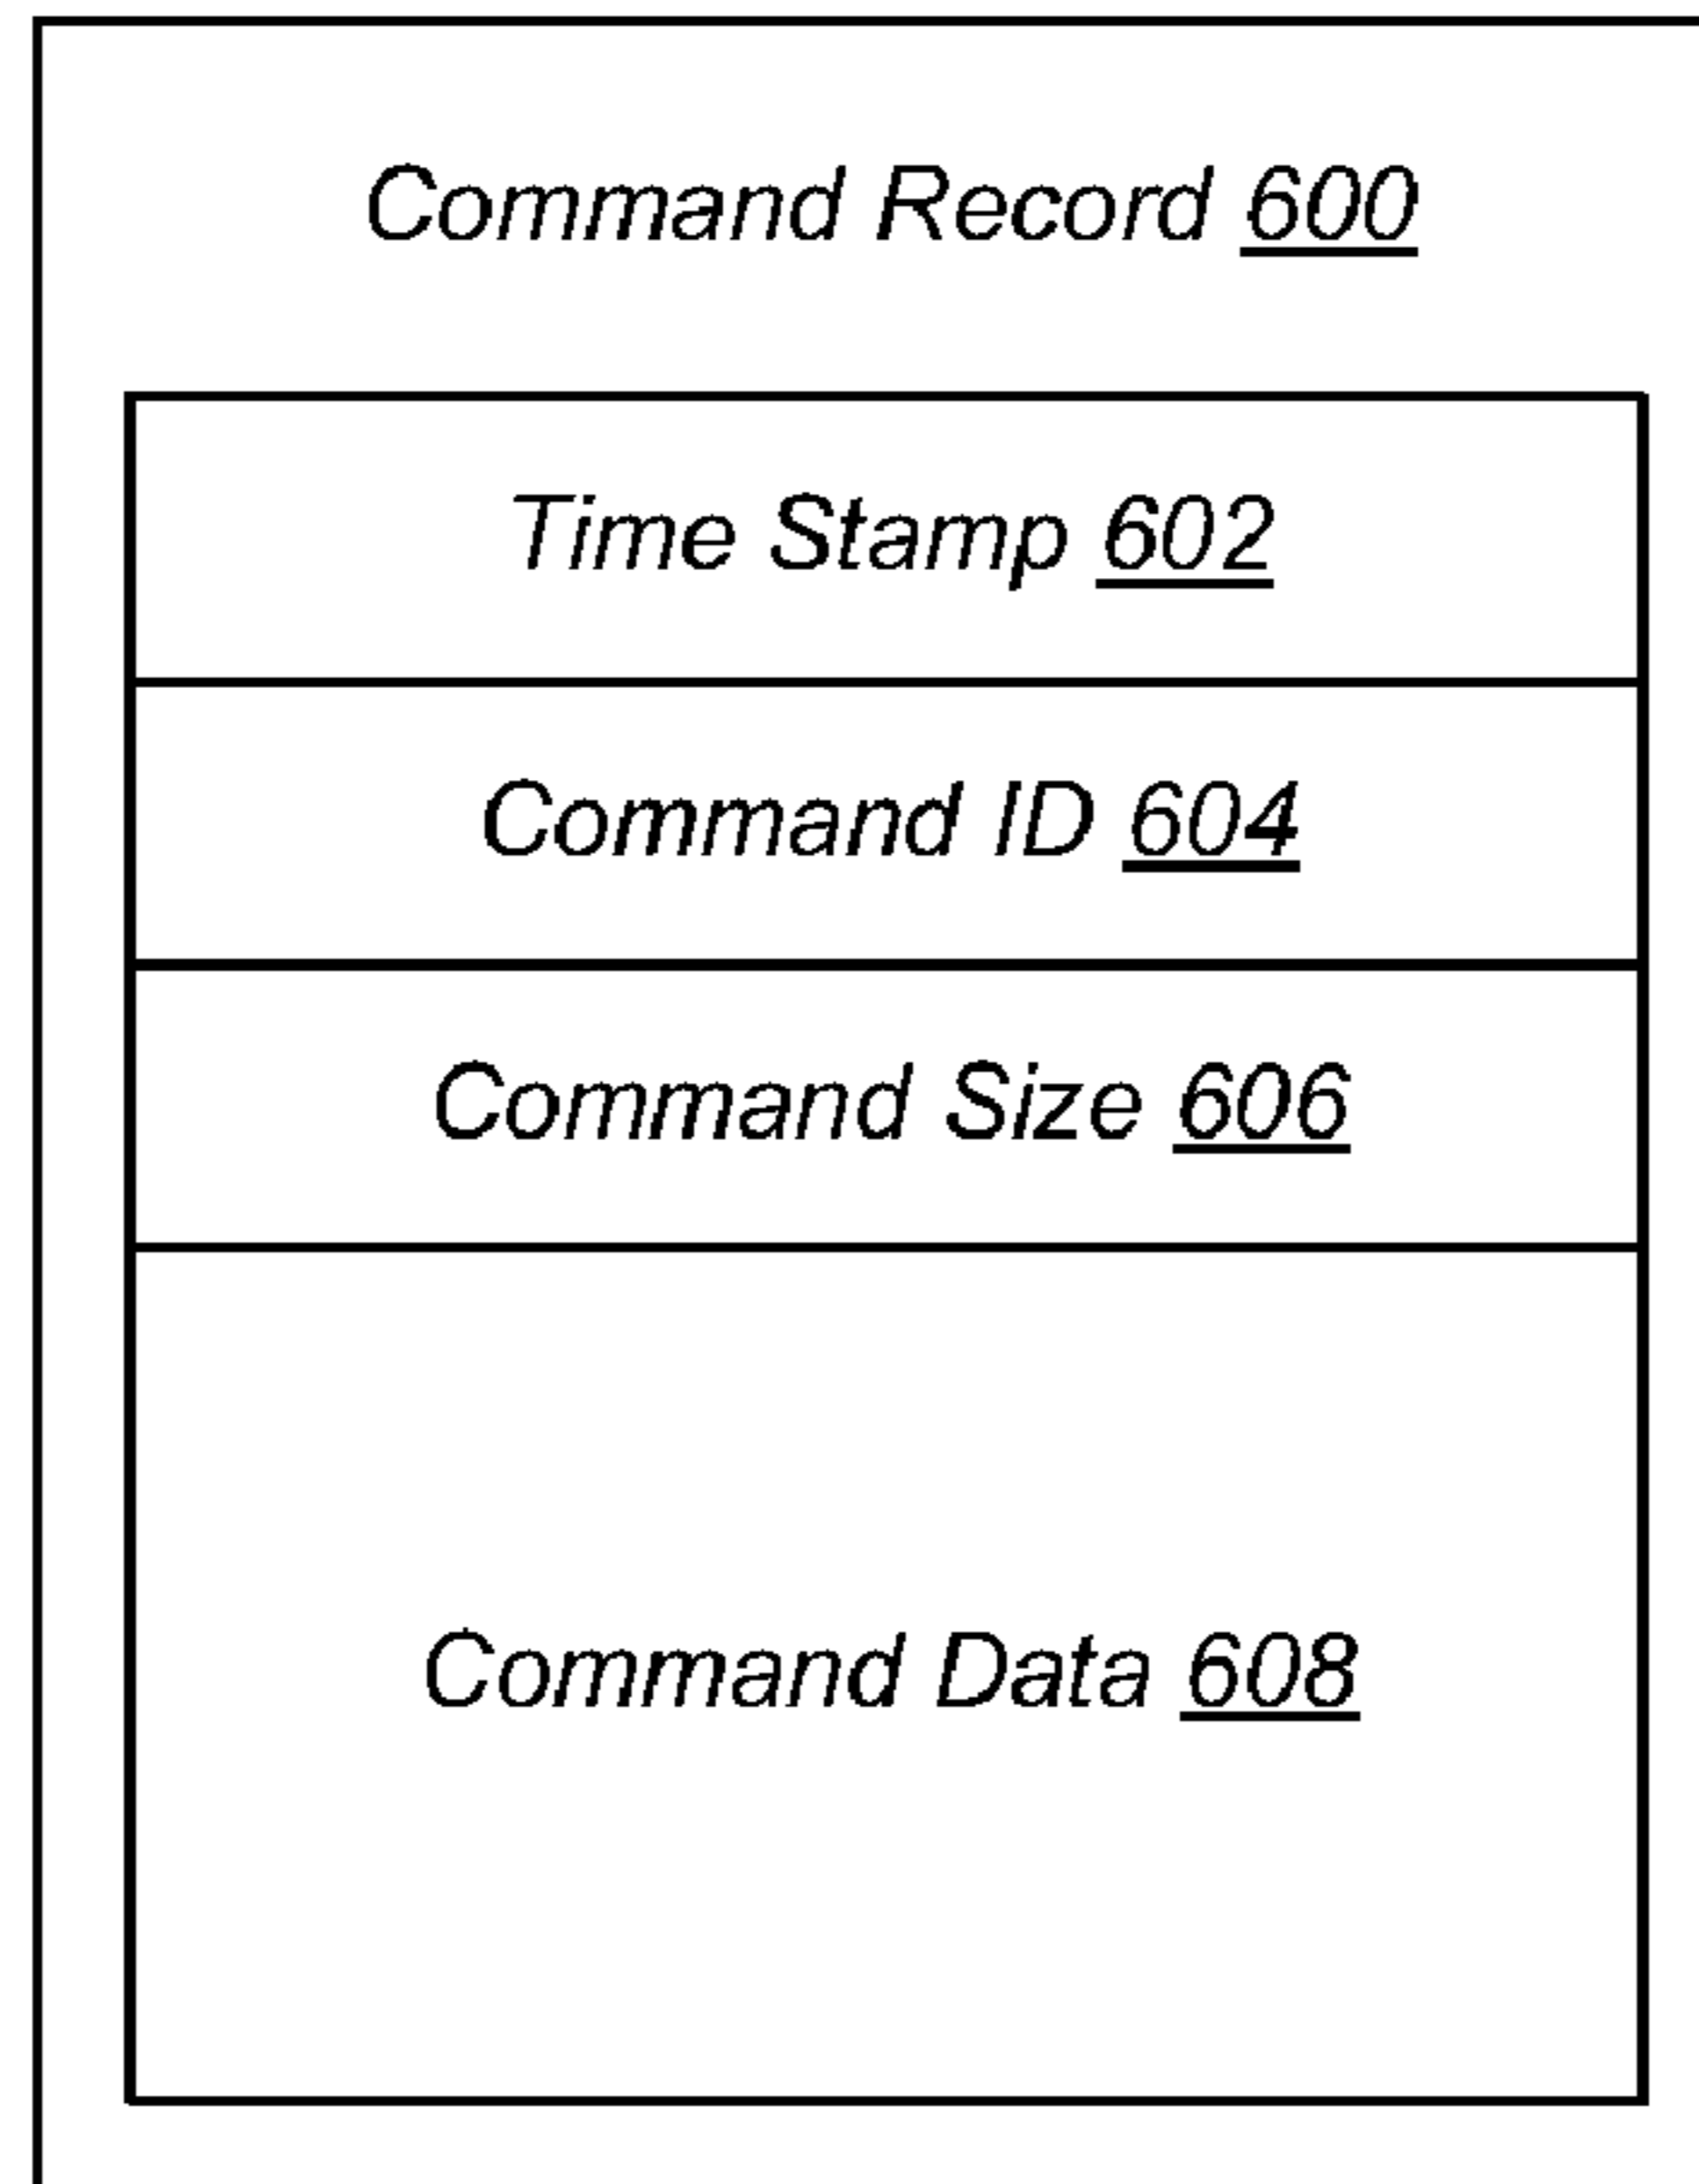 Command Record 600
Time Stamp 602
Command ID 604
Command Size 606
Command Data 608